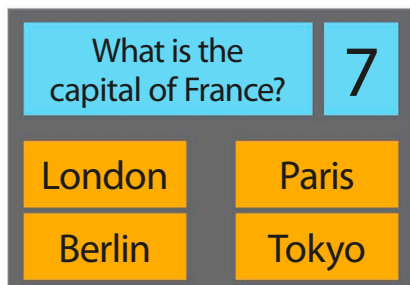 What is the
capital of France?
7
London
Paris
Berlin
Tokyo